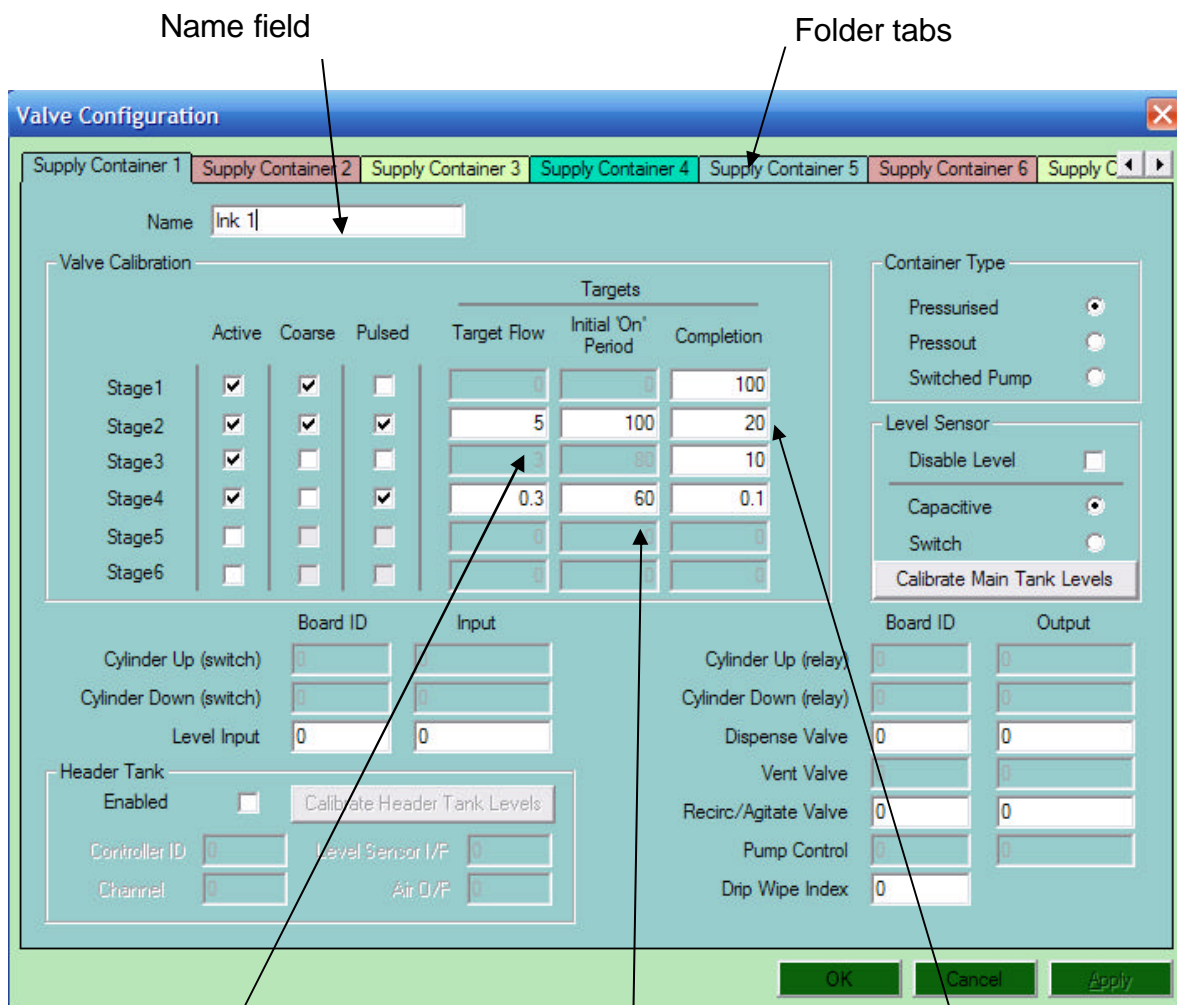 Name field
Folder tabs
Valve Configuration
Supply Container 1 Supply Container 2 Supply Container 3 Supply Container 4 Supply Container 5 Supply Container 6 Supply C
Name Ink 1
Valve Calibration
Targets
Active Coarse Pulsed Target Flow Initial 'On' Period Completion
Stage1 0 0 100
Stage2 5 100 20
Stage3 3 80 10
Stage4 0.3 60 0.1
Stage5 0 0 0
Stage6 0 0 0
Container Type
Pressurised
Pressout
Switched Pump
Level Sensor
Disable Level
Capacitive
Switch
Calibrate Main Tank Levels
Board ID Input
Cylinder Up (switch) 0 0
Cylinder Down (switch) 0 0
Level Input 0 0
Header Tank
Enabled Calibrate Header Tank Levels
Controller ID 0 Level Sensor I/F 0
Channel 0 Air O/F 0
Board ID Output
Cylinder Up (relay) 0 0
Cylinder Down (relay) 0 0
Dispense Valve 0 0
Vent Valve 0 0
Recirc/Agitate Valve 0 0
Pump Control 0 0
Drip Wipe Index 0
OK Cancel Apply